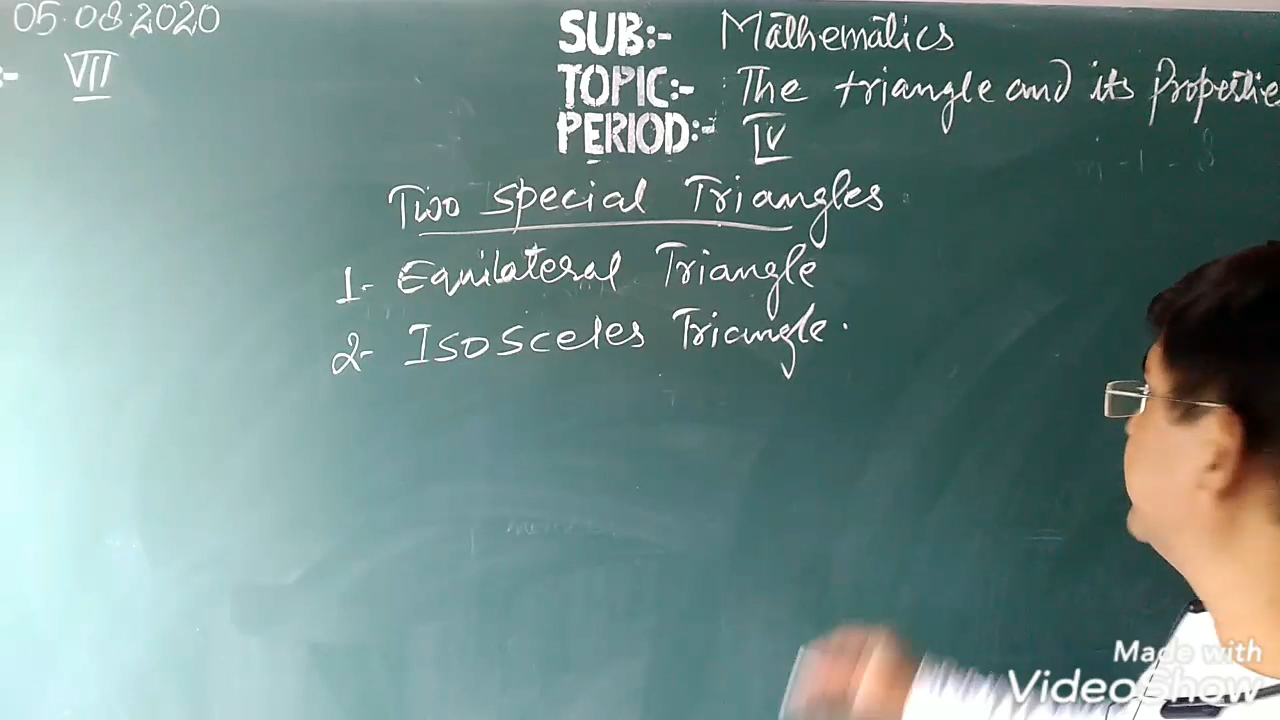 05.08.2020
:- VII
SUB:- Mathematics
TOPIC:- The triangle and its Propertie
PERIOD:- IV
Two Special Triangles
1- Equilateral Triangle
2- Isosceles Triangle.
Made with
VideoShow